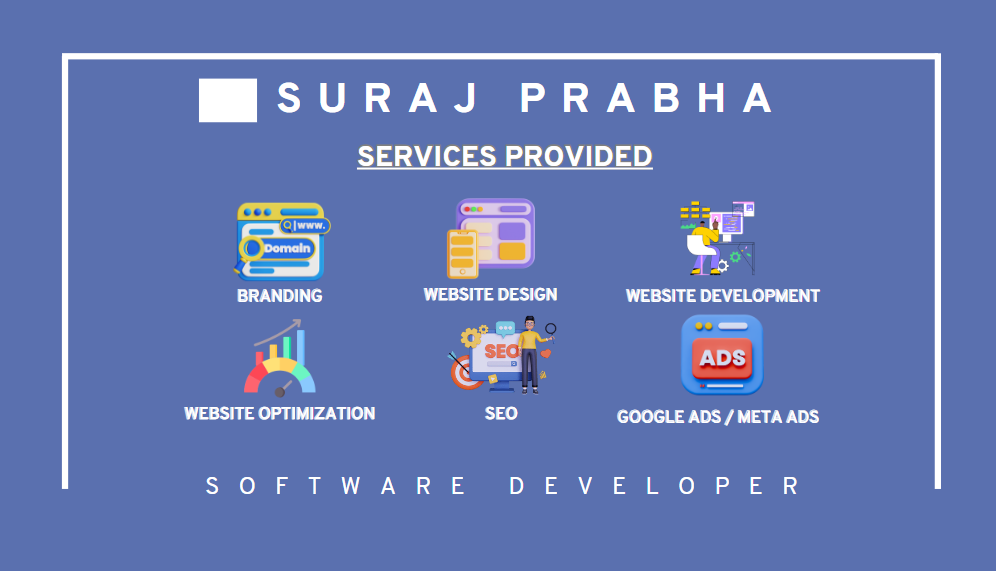 SURAJ PRABHA
SERVICES PROVIDED
www.
Domain
BRANDING
WEBSITE DESIGN
WEBSITE DEVELOPMENT
SEO
ADS
WEBSITE OPTIMIZATION
SEO
GOOGLE ADS / META ADS
SOFTWARE DEVELOPER